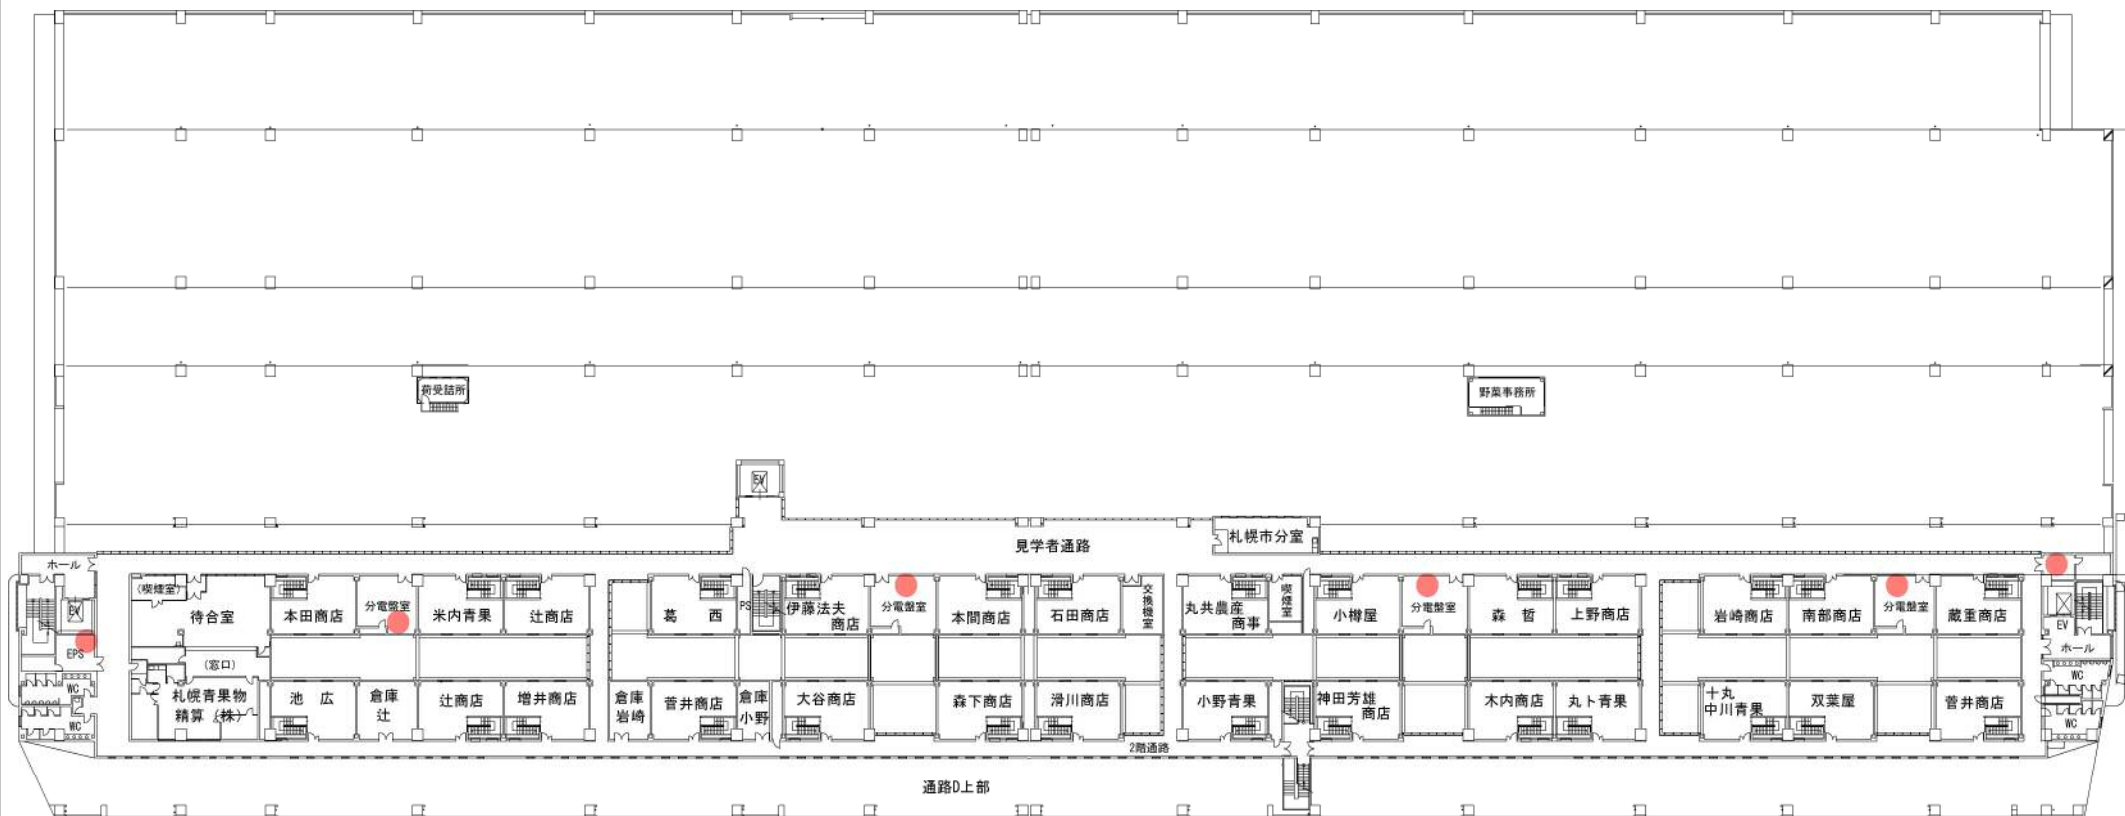 荷受詰所
野菜事務所
EV
見学者通路
札幌市分室
ホール
EV
EPS
WC
WC
(喫煙室)
待合室
本田商店
分電盤室
米内青果
辻商店
葛 西
PS
伊藤法夫
商店
分電盤室
本間商店
石田商店
交換機室
丸共農産
商事
喫煙室
小樽屋
分電盤室
森 哲
上野商店
岩崎商店
南部商店
分電盤室
蔵重商店
EV
ホール
WC
WC
(窓口)
札幌青果物
精算(株)
池 広
倉庫
辻
辻商店
増井商店
倉庫
岩崎
菅井商店
倉庫
小野
大谷商店
森下商店
滑川商店
小野青果
神田芳雄
商店
木内商店
丸ト青果
十丸
中川青果
双葉屋
菅井商店
2階通路
通路D上部